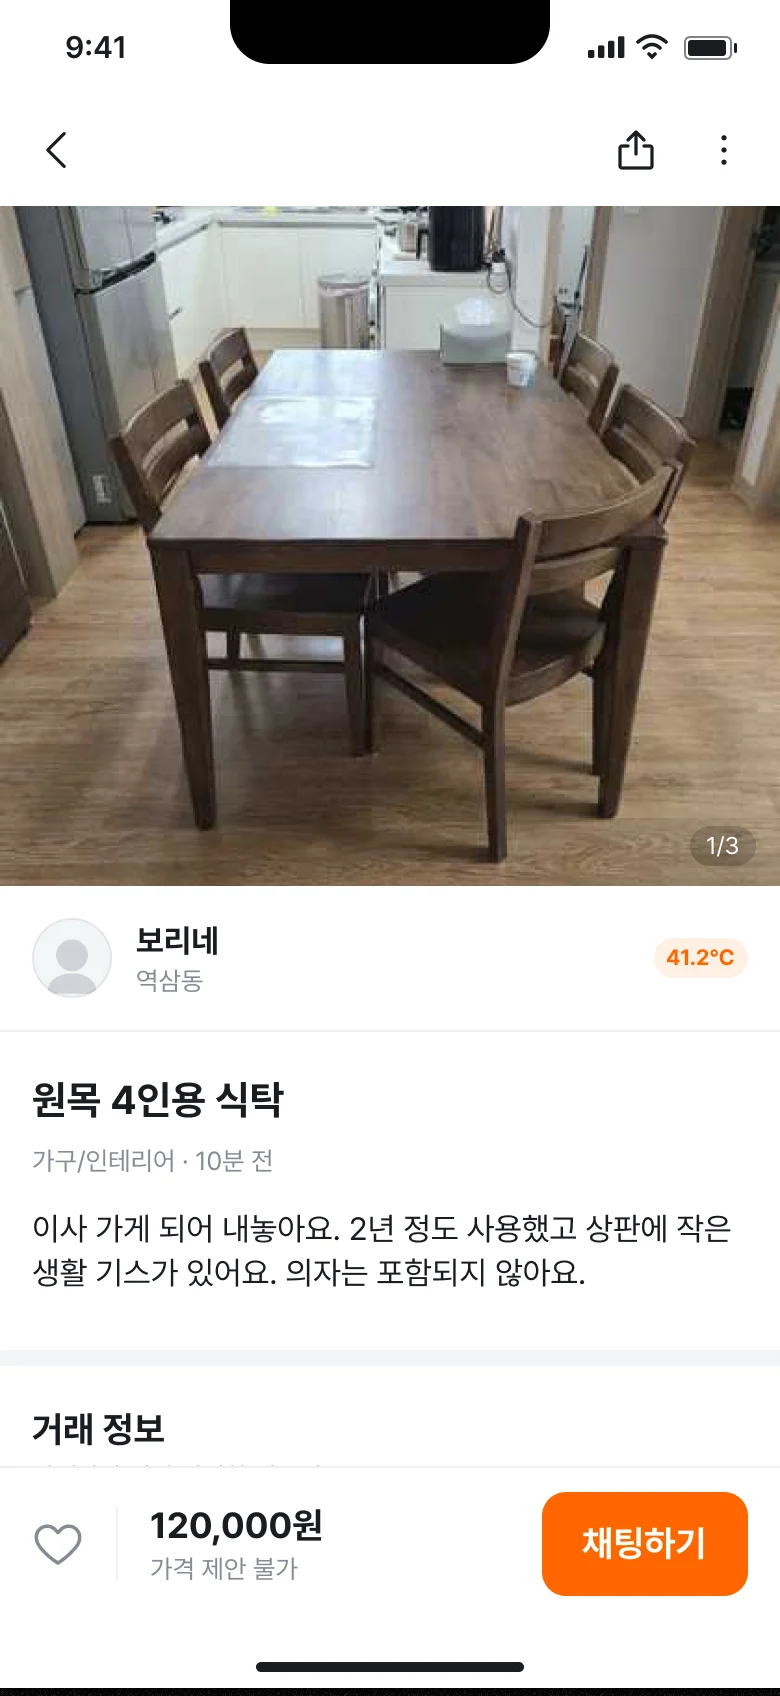 9:41
1/3
보리네
역삼동
41.2°C
원목 4인용 식탁
가구/인테리어 · 10분 전
이사 가게 되어 내놓아요. 2년 정도 사용했고 상판에 작은
생활 기스가 있어요. 의자는 포함되지 않아요.
거래 정보
120,000원
가격 제안 불가
채팅하기